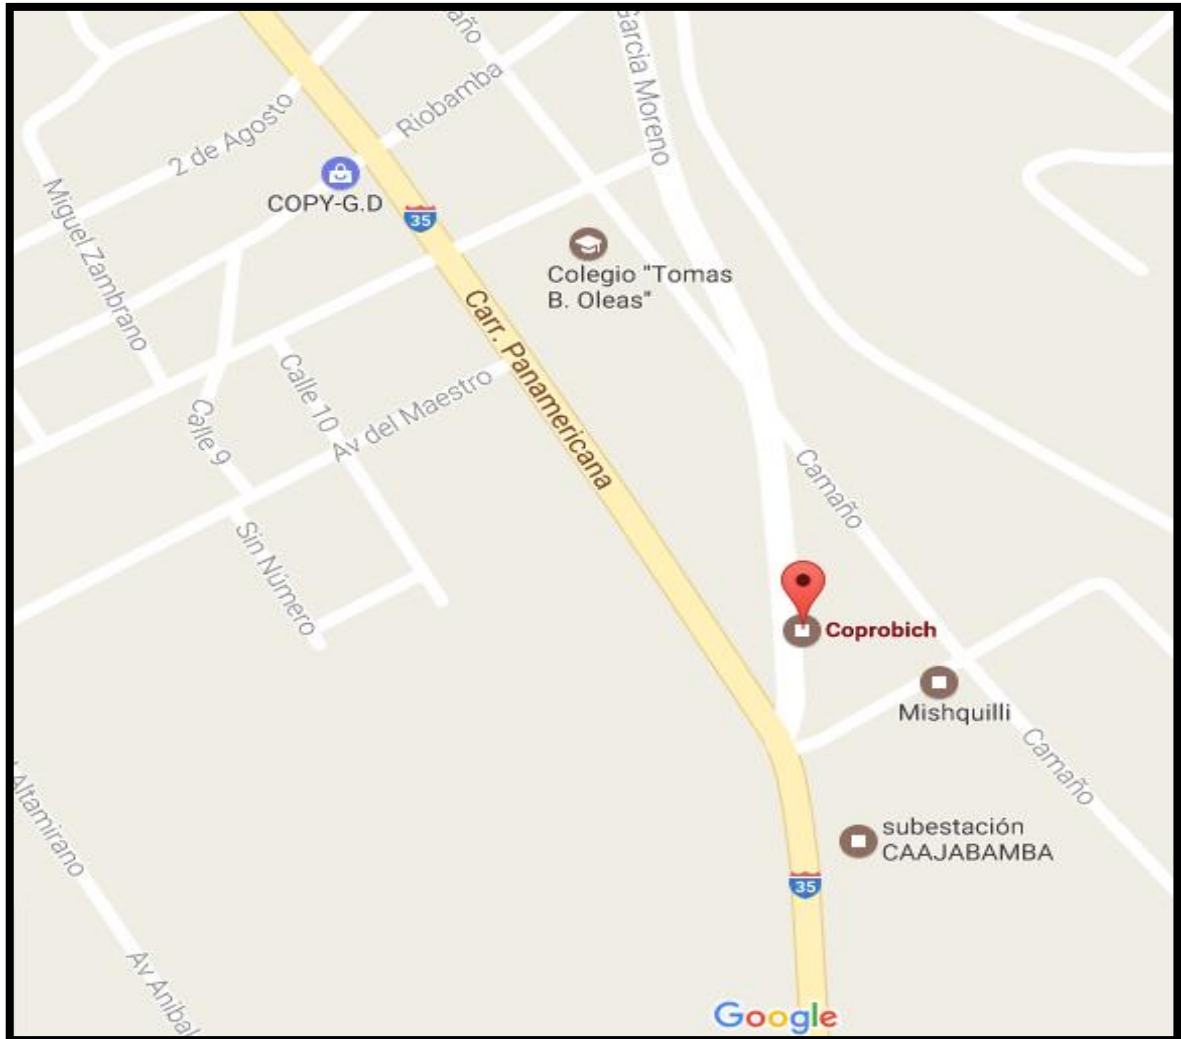 año
García Moreno
Riobamba
2 de Agosto
COPY-G.D
35
Miguel Zambrano
Colegio "Tomas
B. Oleas"
Carr. Panamericana
Calle 10
Av del Maestro
Calle 9
Camaño
Sin Número
Coprobich
Mishquilli
Camaño
Altamirano
subestación
CAAJABAMBA
35
Av Anibal
Google